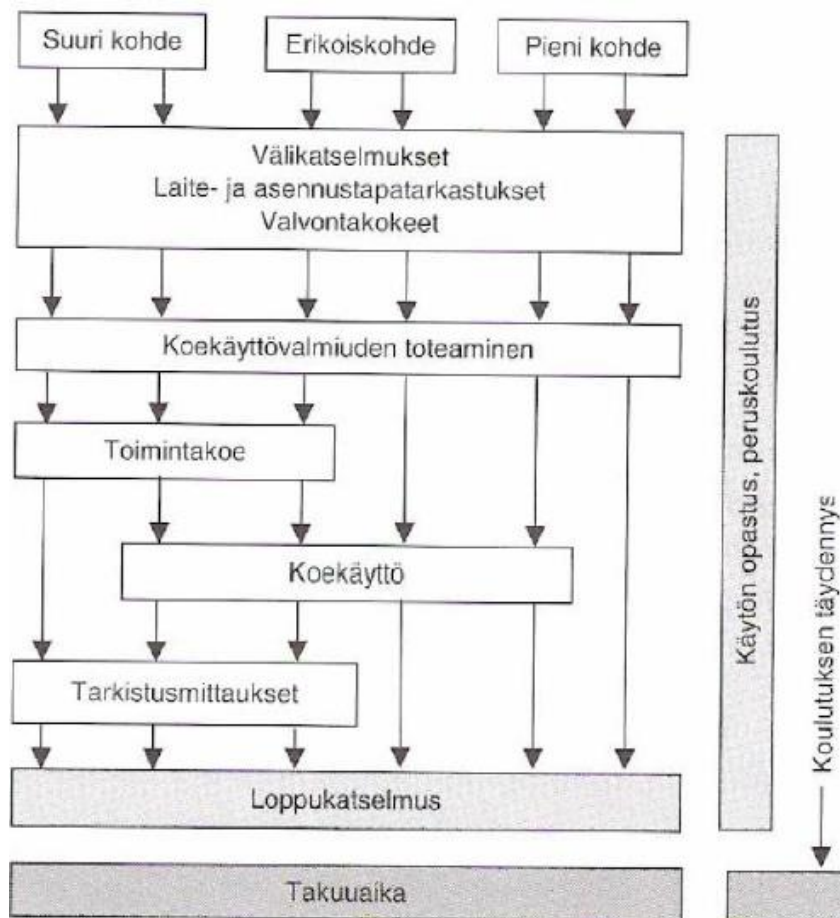 Suuri kohde
Erikoiskohde
Pieni kohde
Välikatselmukset
Laite- ja asennustapatarkastukset
Valvontakokeet
Koekäyttövalmiuden toteaminen
Toimintakoe
Koekäyttö
Tarkistusmittaukset
Loppukatselmus
Takuuaika
Käytön opastus, peruskoulutus
Koulutuksen täydennys